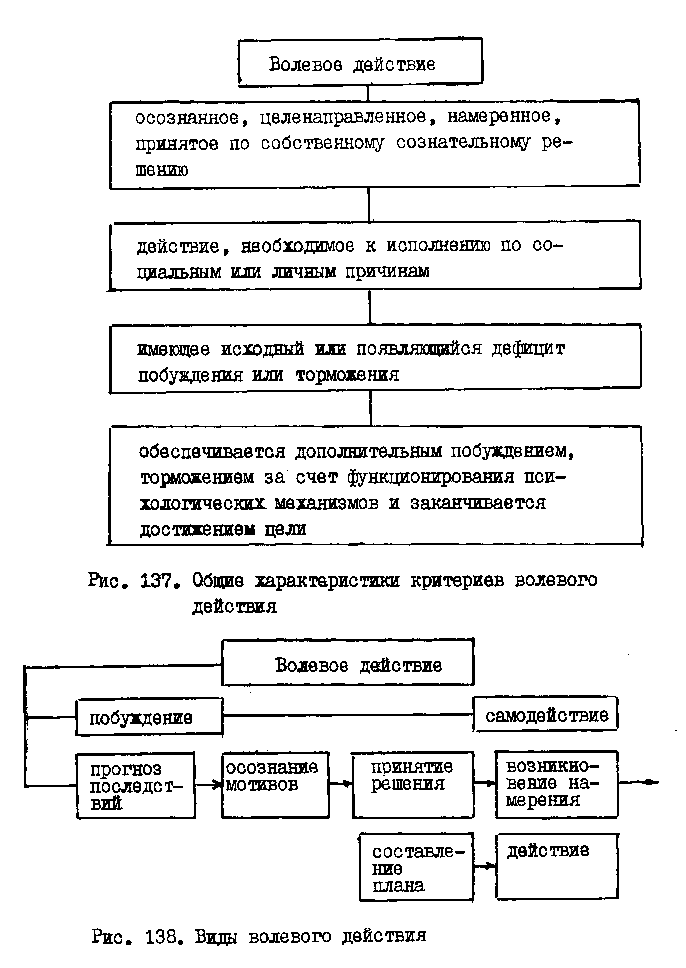 Волевое действие
осознанное, целенаправленное, намеренное,
принятое по собственному сознательному ре-
шению
действие, необходимое к исполнению по со-
циальным или личным причинам
имеющее исходный или появляющийся дефицит
побуждения или торможения
обеспечивается дополнительным побуждением,
торможением за счет функционирования пси-
хологических механизмов и заканчивается
достижением цели
Рис. 137. Общие характеристики критериев волевого
действия
Волевое действие
побуждение
самодействие
прогноз
последст-
вий
осознание
мотивов
принятие
решения
возникно-
вение на-
мерения
составле-
ние
плана
действие
Рис. 138. Виды волевого действия